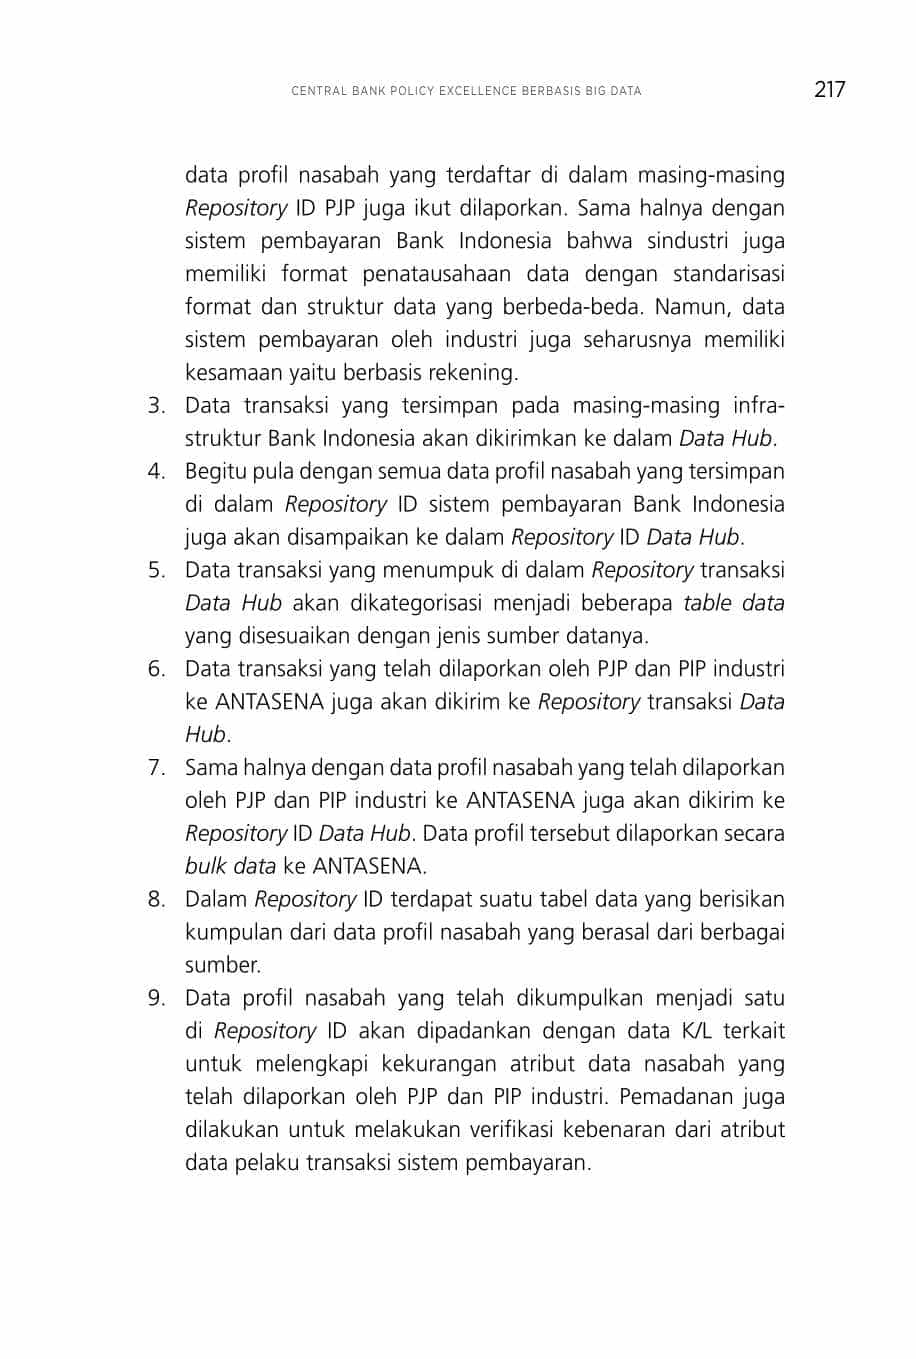 CENTRAL BANK POLICY EXCELLENCE BERBASIS BIG DATA 217
data profil nasabah yang terdaftar di dalam masing-masing
Repository ID PJP juga ikut dilaporkan. Sama halnya dengan
sistem pembayaran Bank Indonesia bahwa sindustri juga
memiliki format penatausahaan data dengan standarisasi
format dan struktur data yang berbeda-beda. Namun, data
sistem pembayaran oleh industri juga seharusnya memiliki
kesamaan yaitu berbasis rekening.
3. Data transaksi yang tersimpan pada masing-masing infra-
struktur Bank Indonesia akan dikirimkan ke dalam Data Hub.
4. Begitu pula dengan semua data profil nasabah yang tersimpan
di dalam Repository ID sistem pembayaran Bank Indonesia
juga akan disampaikan ke dalam Repository ID Data Hub.
5. Data transaksi yang menumpuk di dalam Repository transaksi
Data Hub akan dikategorisasi menjadi beberapa table data
yang disesuaikan dengan jenis sumber datanya.
6. Data transaksi yang telah dilaporkan oleh PJP dan PIP industri
ke ANTASENA juga akan dikirim ke Repository transaksi Data
Hub.
7. Sama halnya dengan data profil nasabah yang telah dilaporkan
oleh PJP dan PIP industri ke ANTASENA juga akan dikirim ke
Repository ID Data Hub. Data profil tersebut dilaporkan secara
bulk data ke ANTASENA.
8. Dalam Repository ID terdapat suatu tabel data yang berisikan
kumpulan dari data profil nasabah yang berasal dari berbagai
sumber.
9. Data profil nasabah yang telah dikumpulkan menjadi satu
di Repository ID akan dipadankan dengan data K/L terkait
untuk melengkapi kekurangan atribut data nasabah yang
telah dilaporkan oleh PJP dan PIP industri. Pemadanan juga
dilakukan untuk melakukan verifikasi kebenaran dari atribut
data pelaku transaksi sistem pembayaran.